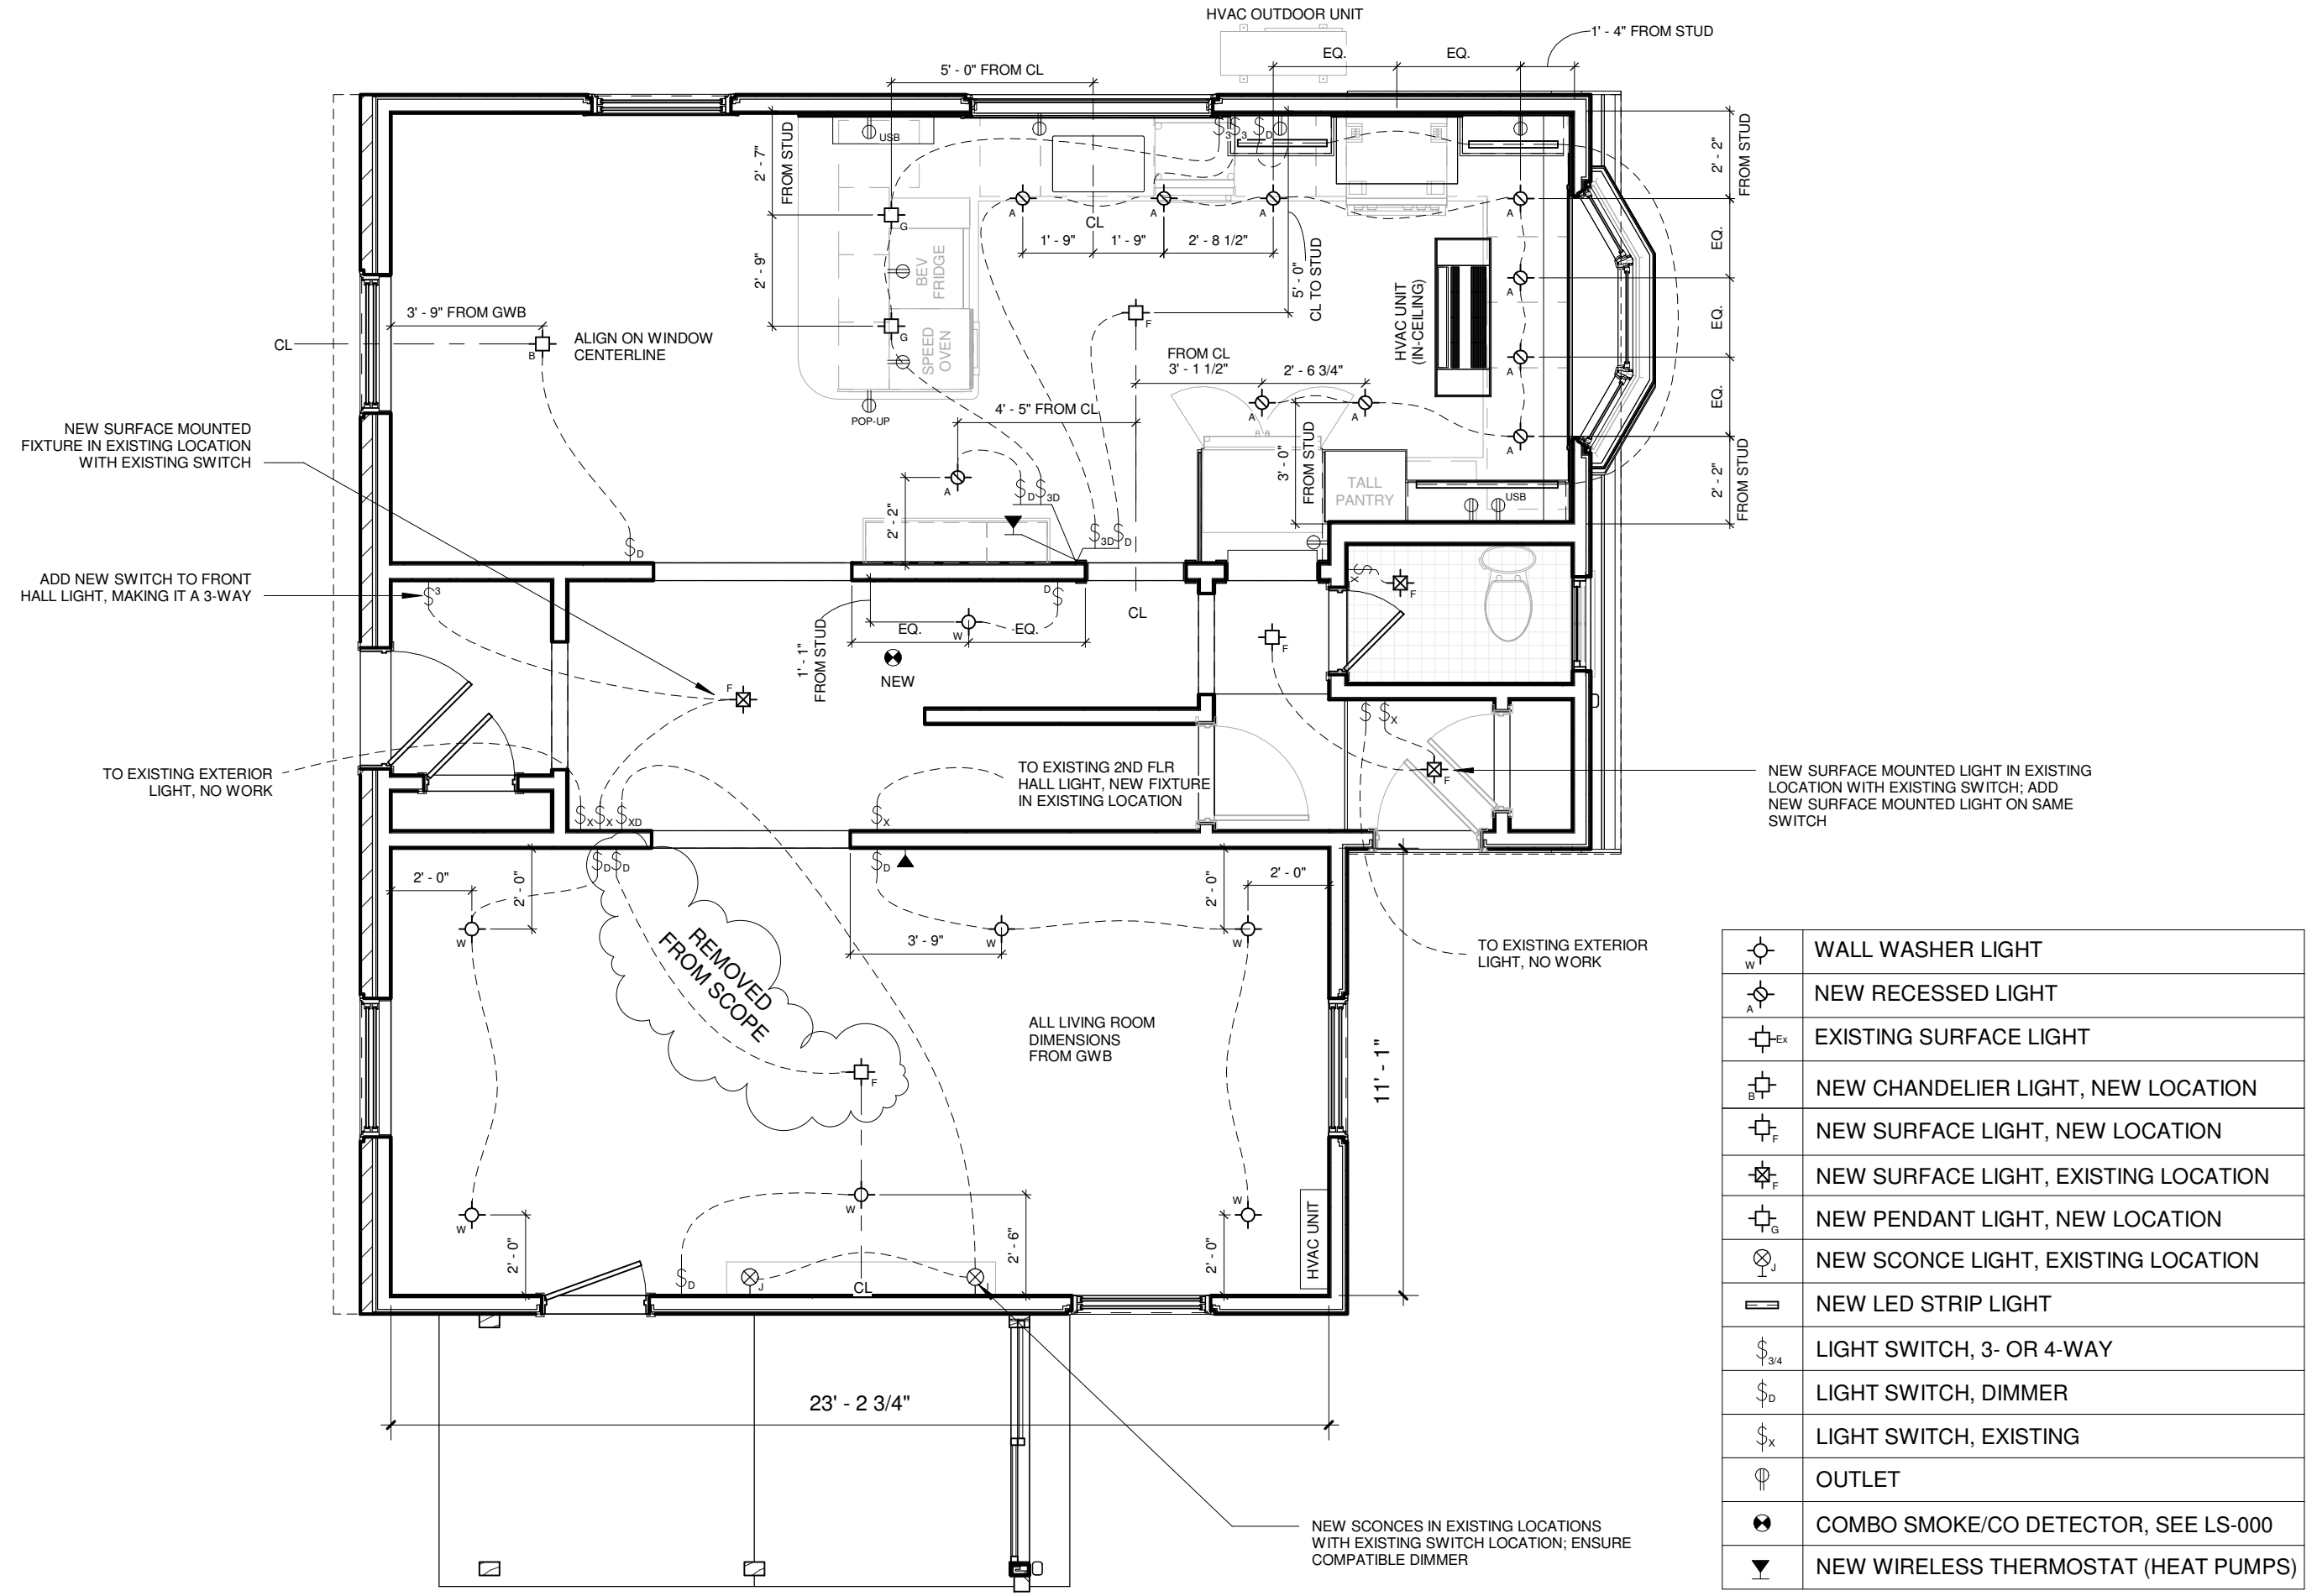 HVAC OUTDOOR UNIT
1' - 4" FROM STUD
EQ.
EQ.
5' - 0" FROM CL
2' - 7"
FROM STUD
USB
3
3
D
2' - 2"
FROM STUD
G
A
A
A
A
CL
1' - 9"
1' - 9"
2' - 8 1/2"
EQ.
2' - 9"
BEV
FRIDGE
5' - 0"
CL TO STUD
HVAC UNIT
(IN-CEILING)
A
EQ.
3' - 9" FROM GWB
CL
B
ALIGN ON WINDOW
CENTERLINE
G
SPEED
OVEN
F
FROM CL
3' - 1 1/2"
2' - 6 3/4"
A
EQ.
POP-UP
4' - 5" FROM CL
A
A
A
NEW SURFACE MOUNTED
FIXTURE IN EXISTING LOCATION
WITH EXISTING SWITCH
A
D
3D
3' - 0"
FROM STUD
TALL
PANTRY
USB
2' - 2"
FROM STUD
2' - 2"
D
3D
D
ADD NEW SWITCH TO FRONT
HALL LIGHT, MAKING IT A 3-WAY
3
D
X
F
CL
1' - 1"
FROM STUD
EQ.
EQ.
W
F
NEW
F
TO EXISTING EXTERIOR
LIGHT, NO WORK
TO EXISTING 2ND FLR
HALL LIGHT, NEW FIXTURE
IN EXISTING LOCATION
X
F
NEW SURFACE MOUNTED LIGHT IN EXISTING
LOCATION WITH EXISTING SWITCH; ADD
NEW SURFACE MOUNTED LIGHT ON SAME
SWITCH
X
X
XD
X
D
D
D
2' - 0"
2' - 0"
2' - 0"
2' - 0"
W
W
W
3' - 9"
REMOVED
FROM SCOPE
TO EXISTING EXTERIOR
LIGHT, NO WORK
ALL LIVING ROOM
DIMENSIONS
FROM GWB
F
11' - 1"
W
W
W
2' - 0"
2' - 6"
2' - 0"
HVAC UNIT
D
J
CL
J
23' - 2 3/4"
NEW SCONCES IN EXISTING LOCATIONS
WITH EXISTING SWITCH LOCATION; ENSURE
COMPATIBLE DIMMER
W WALL WASHER LIGHT
A NEW RECESSED LIGHT
Ex EXISTING SURFACE LIGHT
B NEW CHANDELIER LIGHT, NEW LOCATION
F NEW SURFACE LIGHT, NEW LOCATION
F NEW SURFACE LIGHT, EXISTING LOCATION
G NEW PENDANT LIGHT, NEW LOCATION
J NEW SCONCE LIGHT, EXISTING LOCATION
NEW LED STRIP LIGHT
3/4 LIGHT SWITCH, 3- OR 4-WAY
D LIGHT SWITCH, DIMMER
X LIGHT SWITCH, EXISTING
OUTLET
COMBO SMOKE/CO DETECTOR, SEE LS-000
NEW WIRELESS THERMOSTAT (HEAT PUMPS)